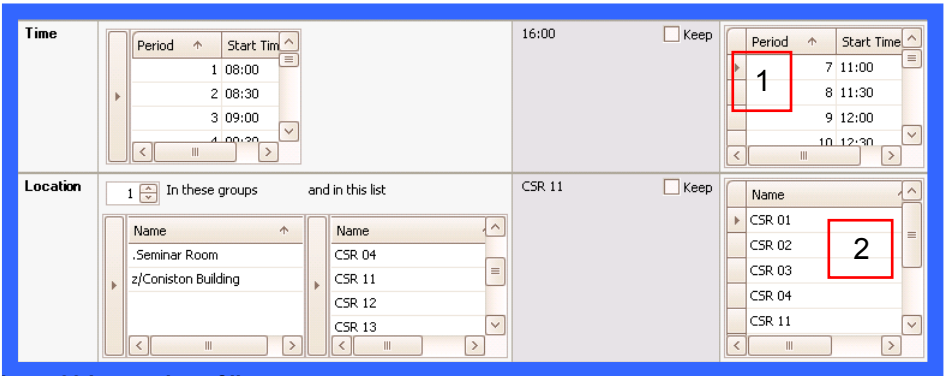 Time
Period Start Tim
1 08:00
2 08:30
3 09:00
16:00 Keep
Period Start Time
7 11:00
8 11:30
9 12:00
10 12:30
1
Location
1 In these groups and in this list
Name
.Seminar Room
z/Coniston Building
Name
CSR 04
CSR 11
CSR 12
CSR 13
CSR 11 Keep
Name
CSR 01
CSR 02
CSR 03
CSR 04
CSR 11
2